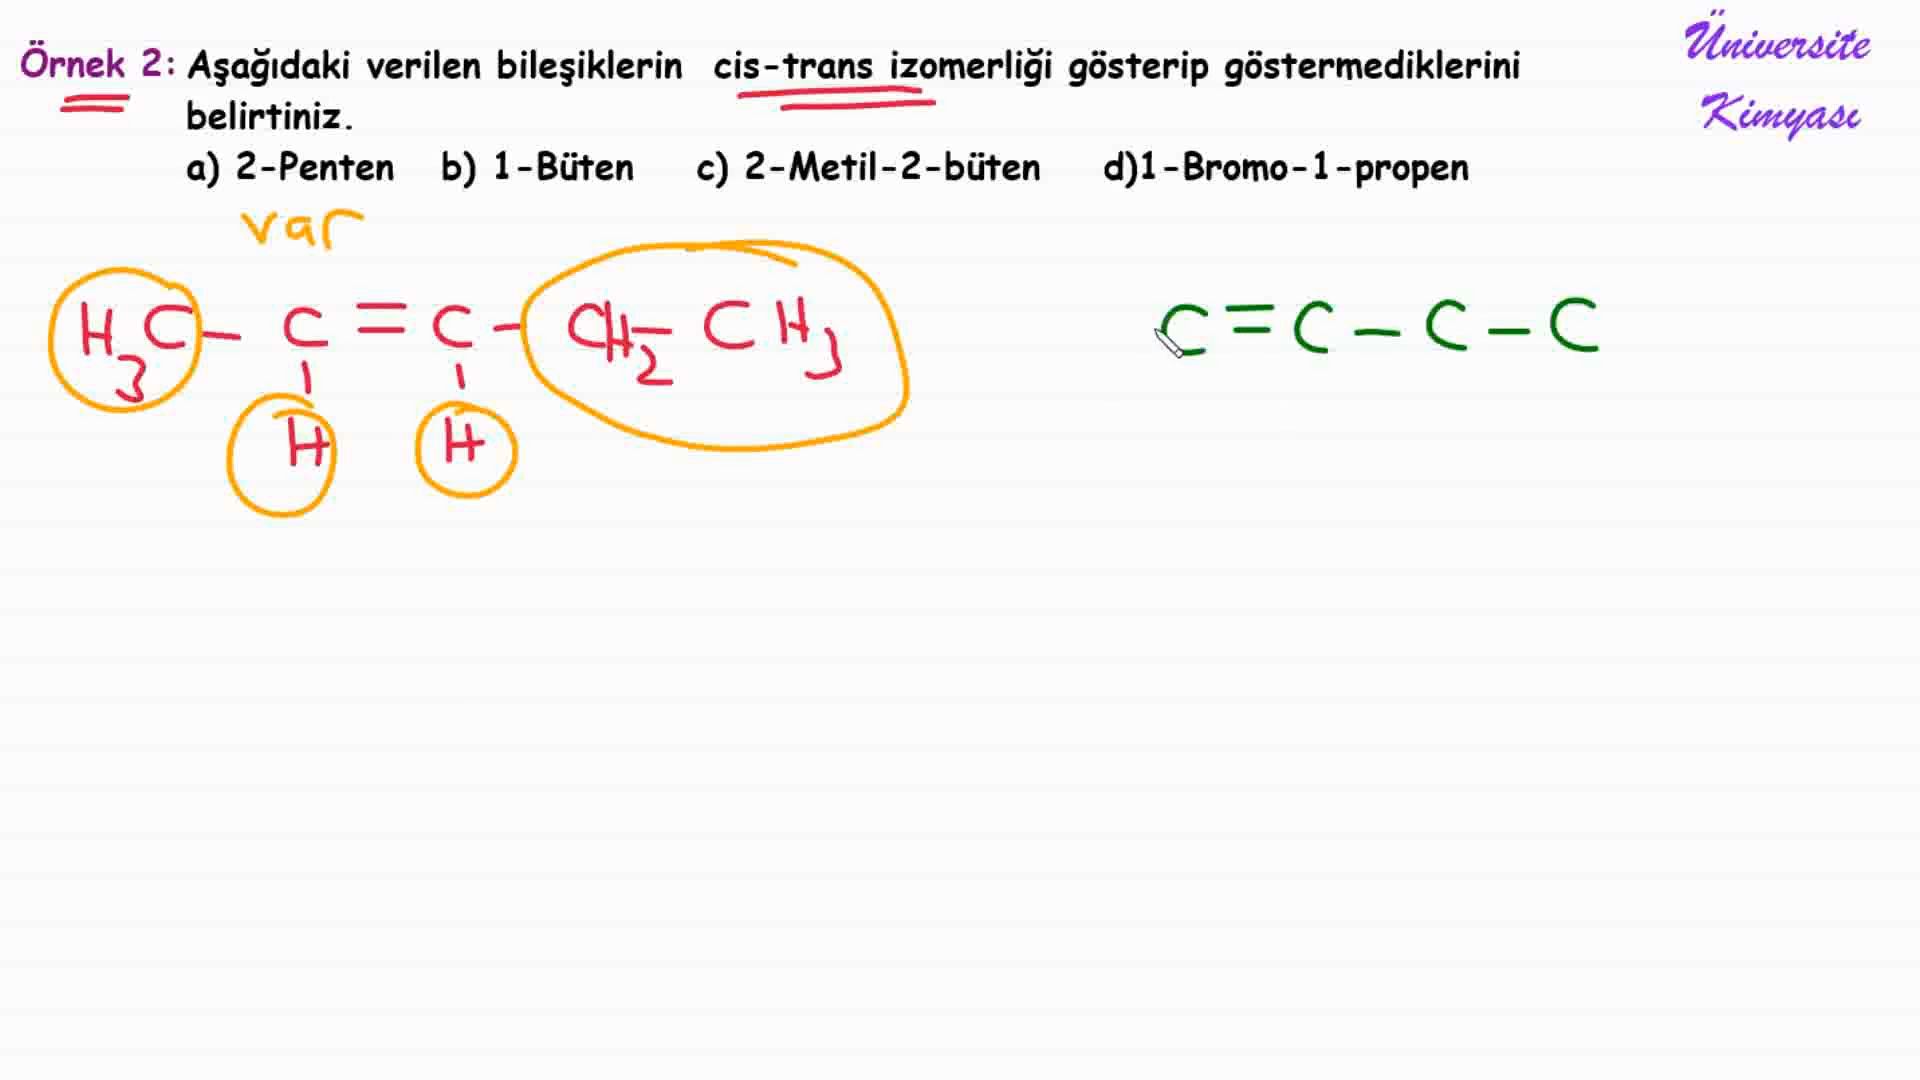 Örnek 2: Aşağıdaki verilen bileşiklerin cis-trans izomerliği gösterip göstermediklerini
belirtiniz.
Üniversite
Kimyası
a) 2-Penten b) 1-Büten c) 2-Metil-2-büten d)1-Bromo-1-propen
var
H3C - C = C - CH2 - CH3
H H
C = C - C - C